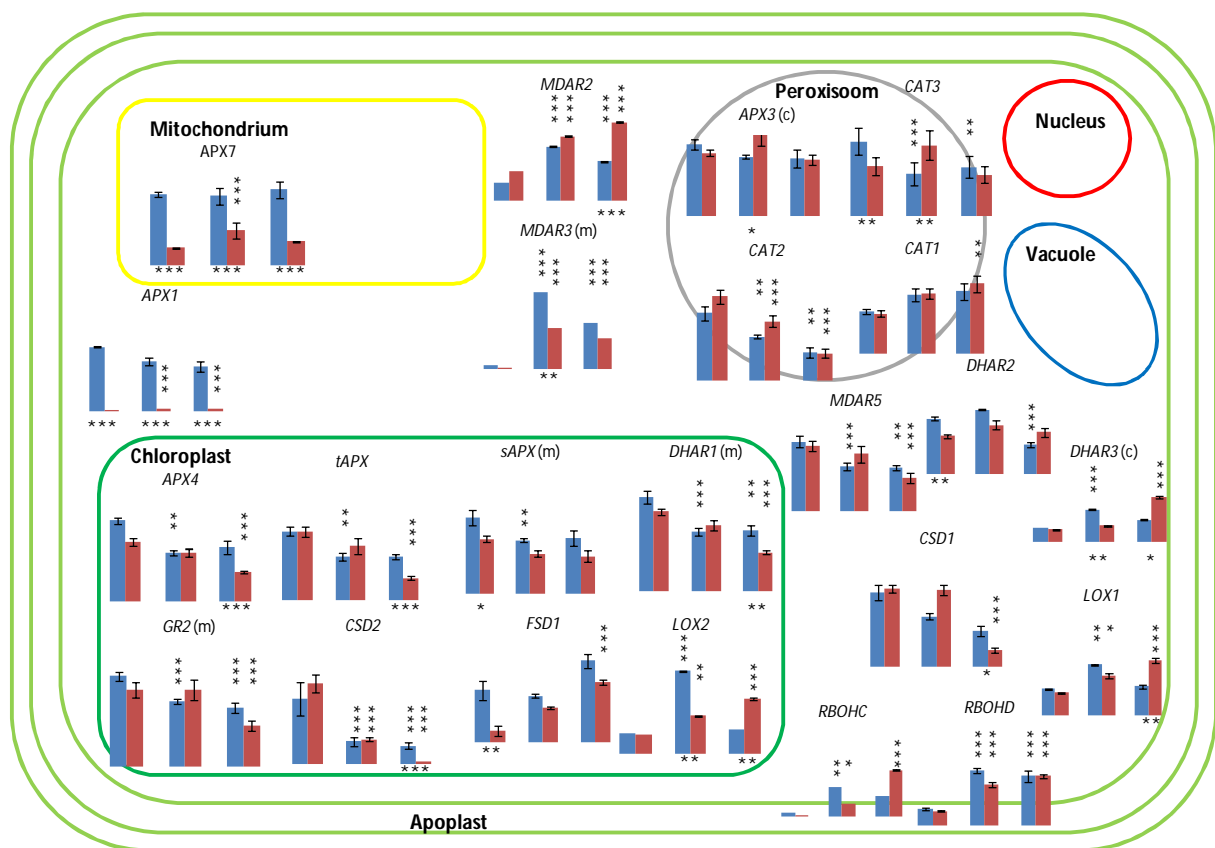 MDAR2
Peroxisoom
CAT3
APX3 (c)
Nucleus
Mitochondrium
APX7
MDAR3 (m)
CAT2
CAT1
Vacuole
APX1
DHAR2
MDAR5
Chloroplast
APX4
tAPX
sAPX (m)
DHAR1 (m)
DHAR3 (c)
CSD1
GR2 (m)
CSD2
FSD1
LOX2
LOX1
RBOHC
RBOHD
Apoplast